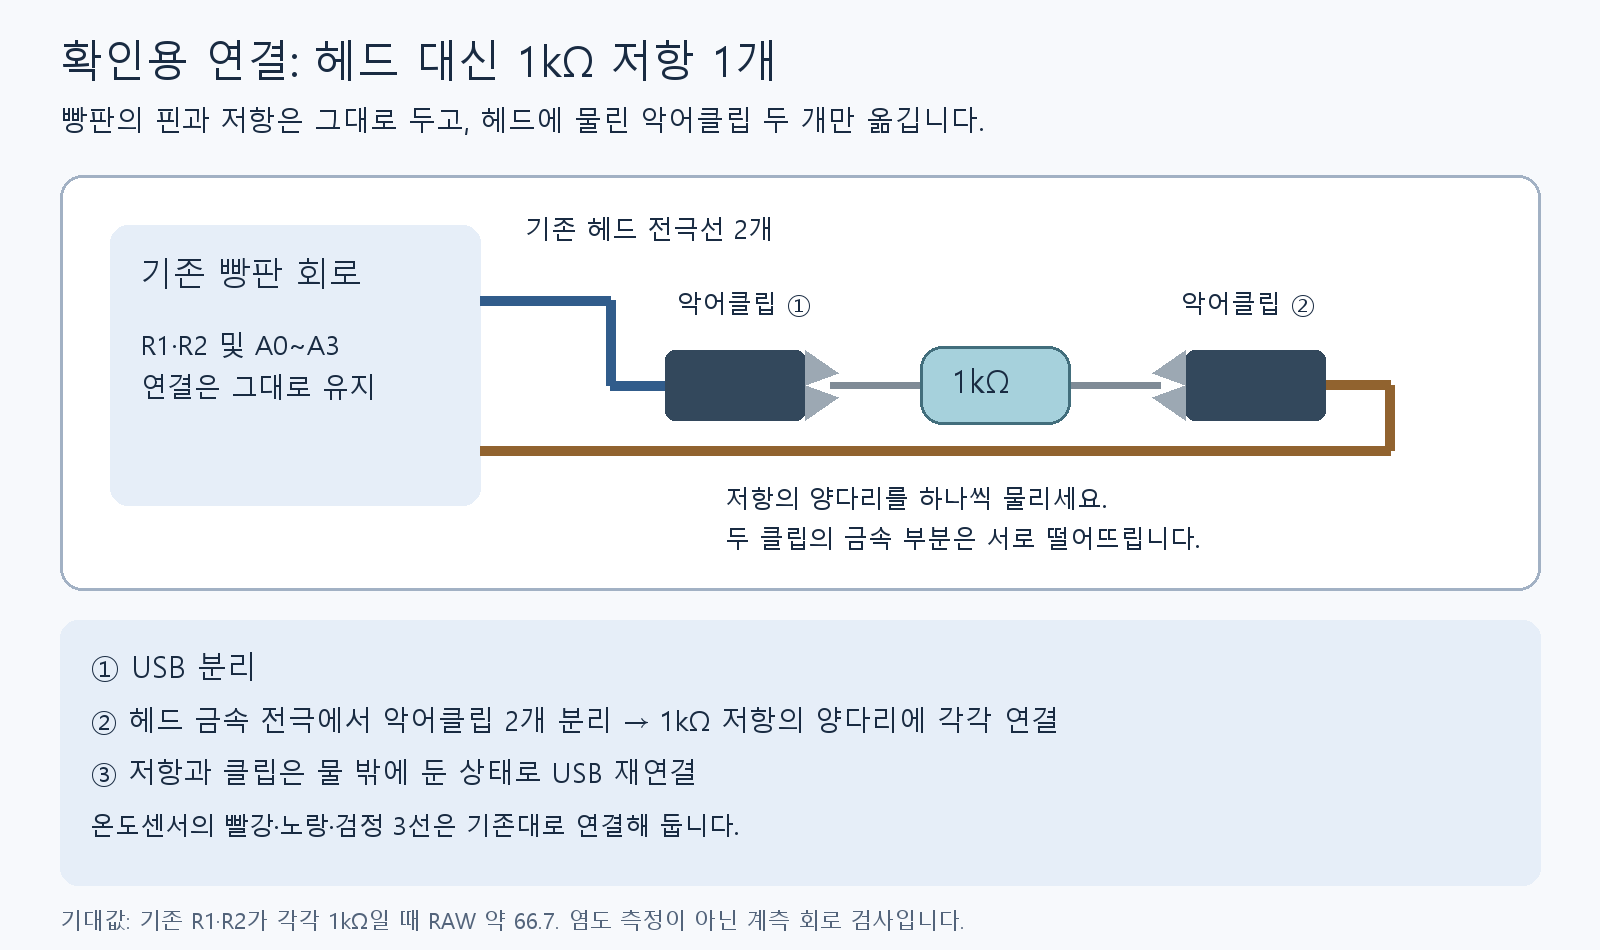 확인용 연결: 헤드 대신 1kΩ 저항 1개
빵판의 핀과 저항은 그대로 두고, 헤드에 물린 악어클립 두 개만 옮깁니다.
기존 헤드 전극선 2개
기존 빵판 회로
R1·R2 및 A0~A3
연결은 그대로 유지
악어클립 ①
악어클립 ②
1kΩ
저항의 양다리를 하나씩 물리세요.
두 클립의 금속 부분은 서로 떨어뜨립니다.
① USB 분리
② 헤드 금속 전극에서 악어클립 2개 분리 → 1kΩ 저항의 양다리에 각각 연결
③ 저항과 클립은 물 밖에 둔 상태로 USB 재연결
온도센서의 빨강·노랑·검정 3선은 기존대로 연결해 둡니다.
기대값: 기존 R1·R2가 각각 1kΩ일 때 RAW 약 66.7. 염도 측정이 아닌 계측 회로 검사입니다.